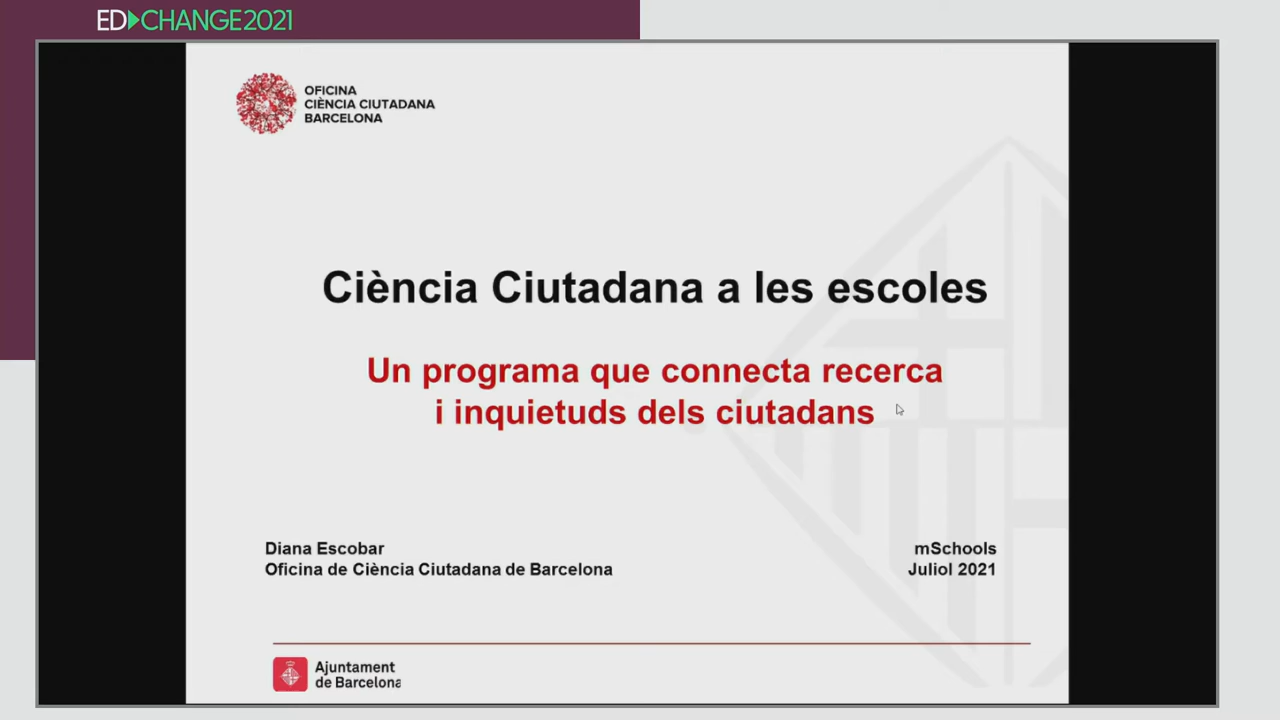 ED CHANGE2021
OFICINA
CIÈNCIA CIUTADANA
BARCELONA
Ciència Ciutadana a les escoles
Un programa que connecta recerca
i inquietuds dels ciutadans
Diana Escobar
Oficina de Ciència Ciutadana de Barcelona
mSchools
Juliol 2021
Ajuntament
de Barcelona